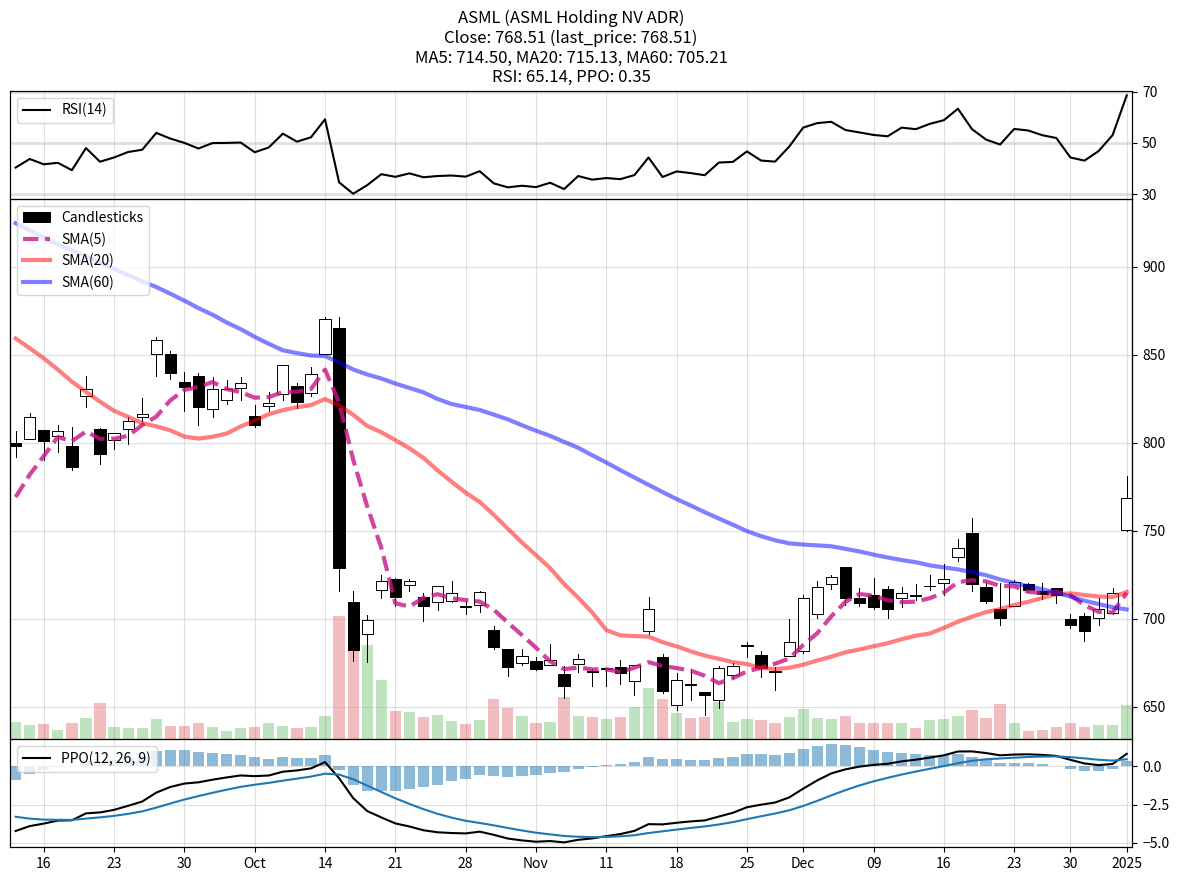 ASML (ASML Holding NV ADR)
Close: 768.51 (last_price: 768.51)
MA5: 714.50, MA20: 715.13, MA60: 705.21
RSI: 65.14, PPO: 0.35
RSI(14)
70
50
30
Candlesticks
SMA(5)
SMA(20)
SMA(60)
900
850
800
750
700
650
PPO(12, 26, 9)
0.0
−2.5
−5.0
16 23 30 Oct 14 21 28 Nov 11 18 25 Dec 09 16 23 30 2025